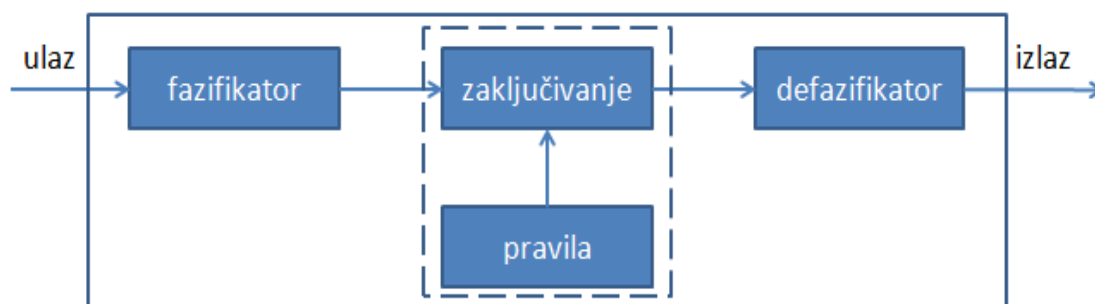 ulaz
fazifikator
zaključivanje
defazifikator
izlaz
pravila